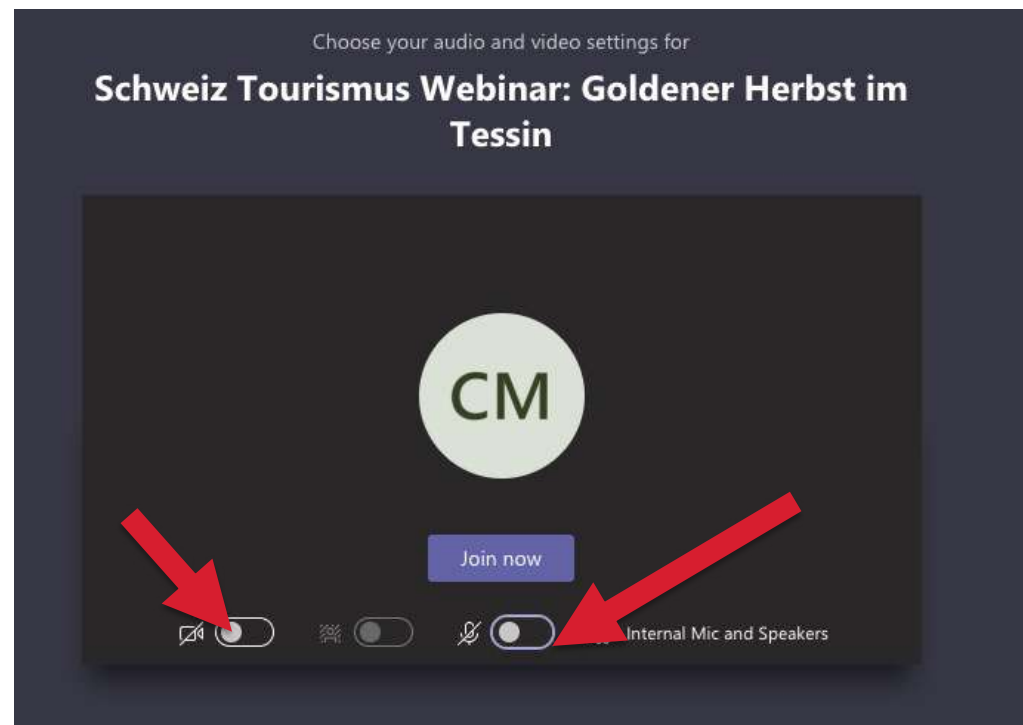 Choose your audio and video settings for
Schweiz Tourismus Webinar: Goldener Herbst im
Tessin
CM
Join now
Internal Mic and Speakers